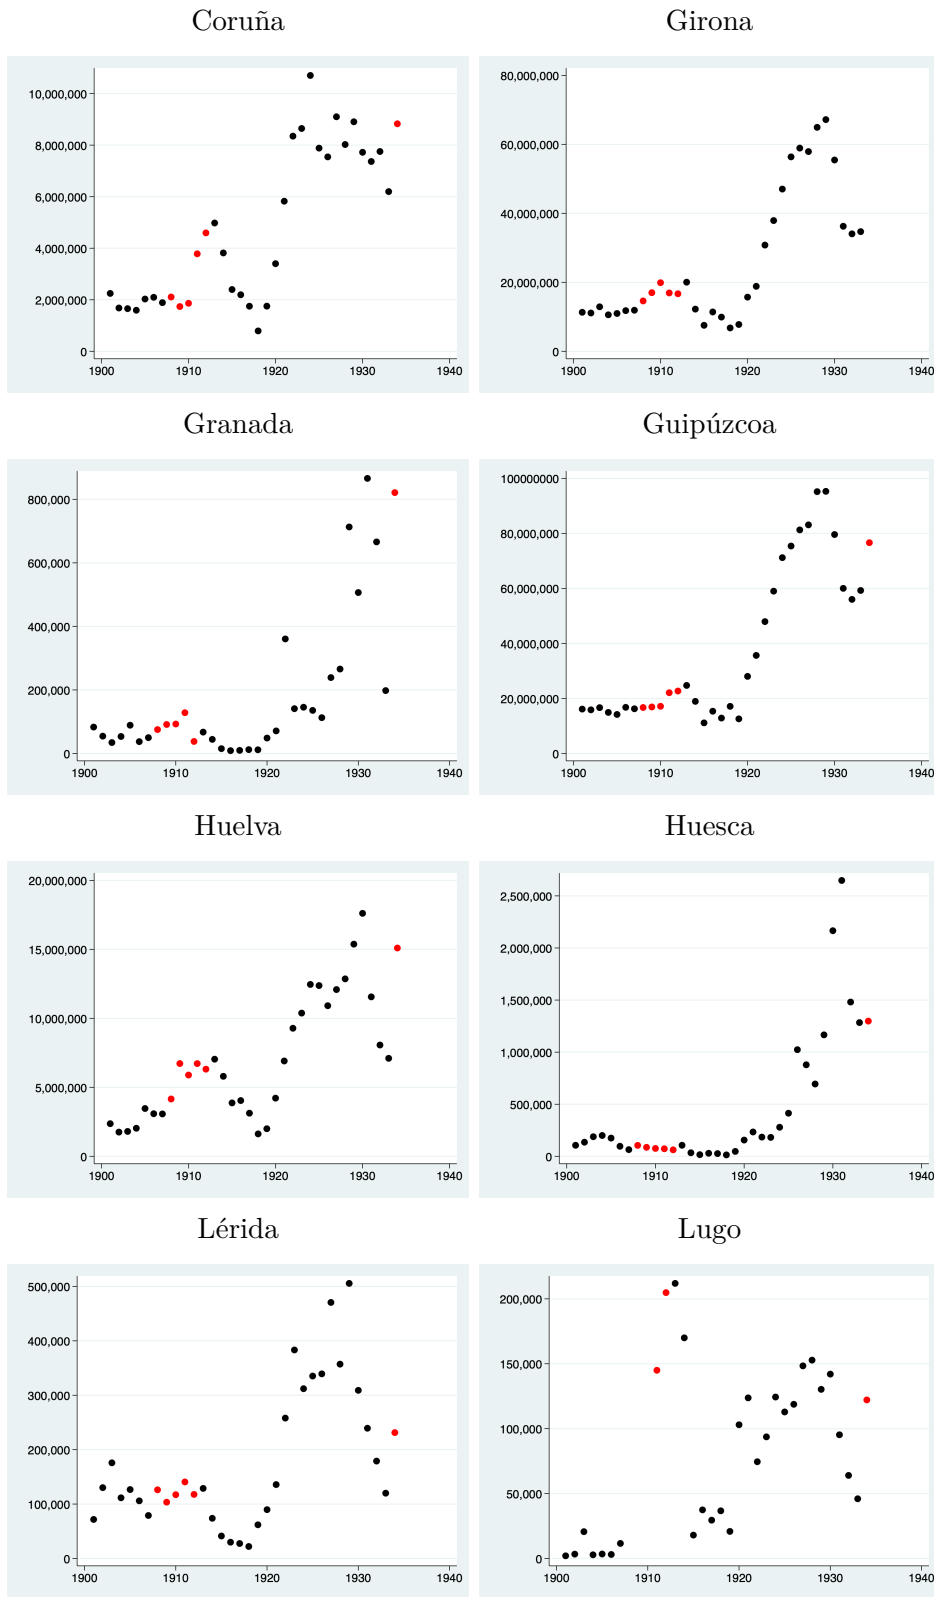 Coruña
Girona
10,000,000
8,000,000
6,000,000
4,000,000
2,000,000
0
1900 1910 1920 1930 1940
80,000,000
60,000,000
40,000,000
20,000,000
0
1900 1910 1920 1930 1940
Granada
Guipúzcoa
800,000
600,000
400,000
200,000
0
1900 1910 1920 1930 1940
100000000
80,000,000
60,000,000
40,000,000
20,000,000
0
1900 1910 1920 1930 1940
Huelva
Huesca
20,000,000
15,000,000
10,000,000
5,000,000
0
1900 1910 1920 1930 1940
2,500,000
2,000,000
1,500,000
1,000,000
500,000
0
1900 1910 1920 1930 1940
Lérida
Lugo
500,000
400,000
300,000
200,000
100,000
0
1900 1910 1920 1930 1940
200,000
150,000
100,000
50,000
0
1900 1910 1920 1930 1940